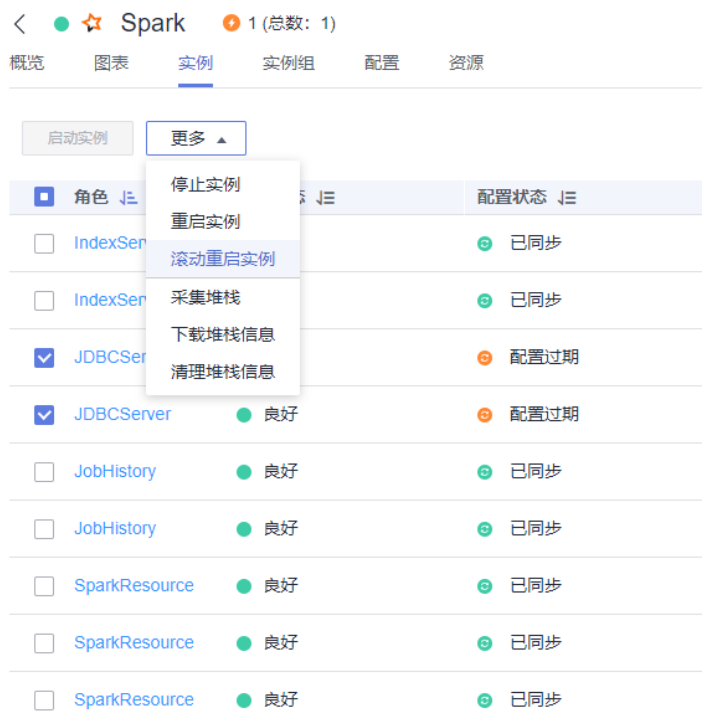 Spark 1 (总数：1)
概览 图表 实例 实例组 配置 资源
启动实例 更多
停止实例
重启实例
滚动重启实例
采集堆栈
下载堆栈信息
清理堆栈信息
角色 态 配置状态
IndexSer 已同步
IndexSer 已同步
JDBCSer 配置过期
JDBCServer 良好 配置过期
JobHistory 良好 已同步
JobHistory 良好 已同步
SparkResource 良好 已同步
SparkResource 良好 已同步
SparkResource 良好 已同步